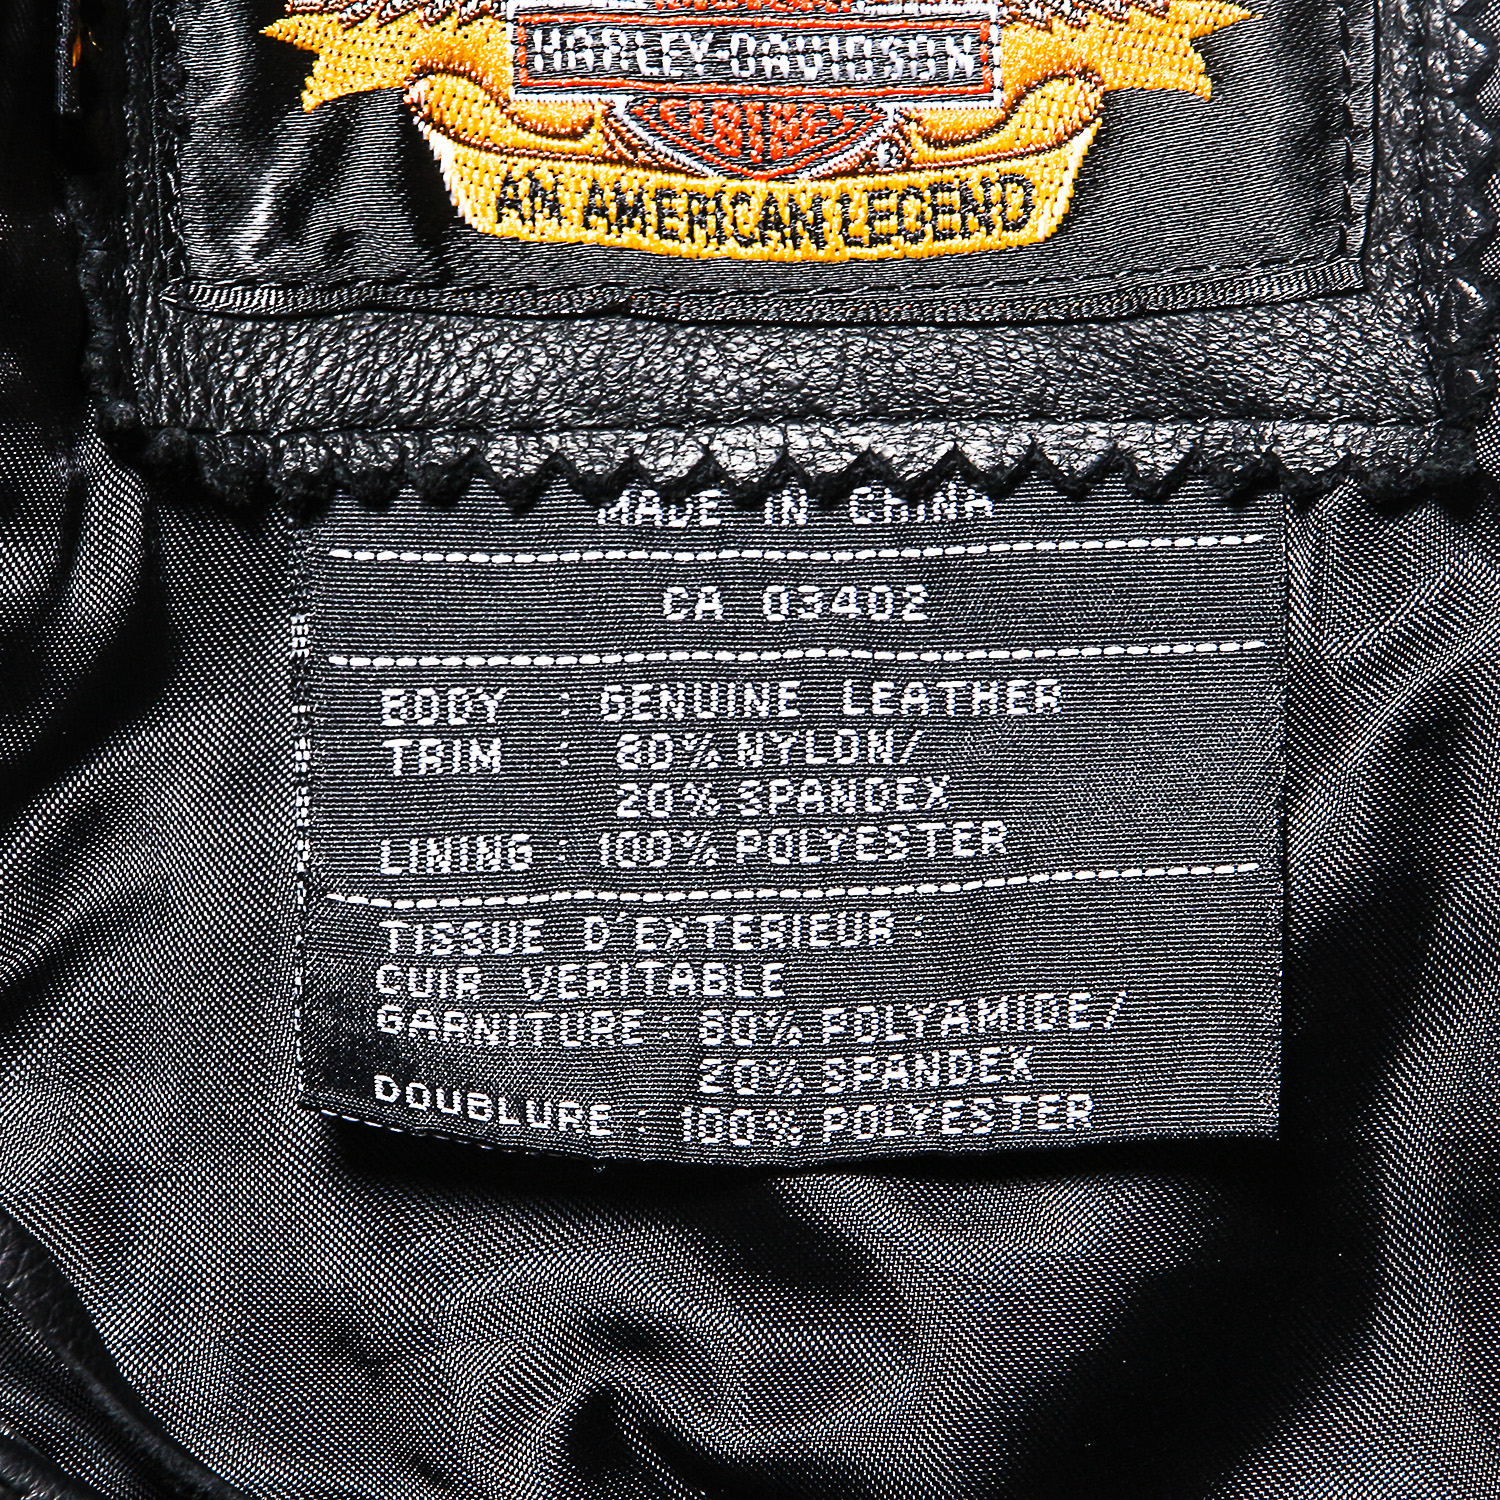 HARLEY-DAVIDSON
AN AMERICAN LEGEND
MADE IN CHINA
CA 03402
BODY : GENUINE LEATHER
TRIM : 80% NYLON/
20% SPANDEX
LINING : 100% POLYESTER
TISSUE D'EXTERIEUR :
CUIR VERITABLE
GARNITURE : 80% POLYAMIDE/
20% SPANDEX
DOUBLURE : 100% POLYESTER